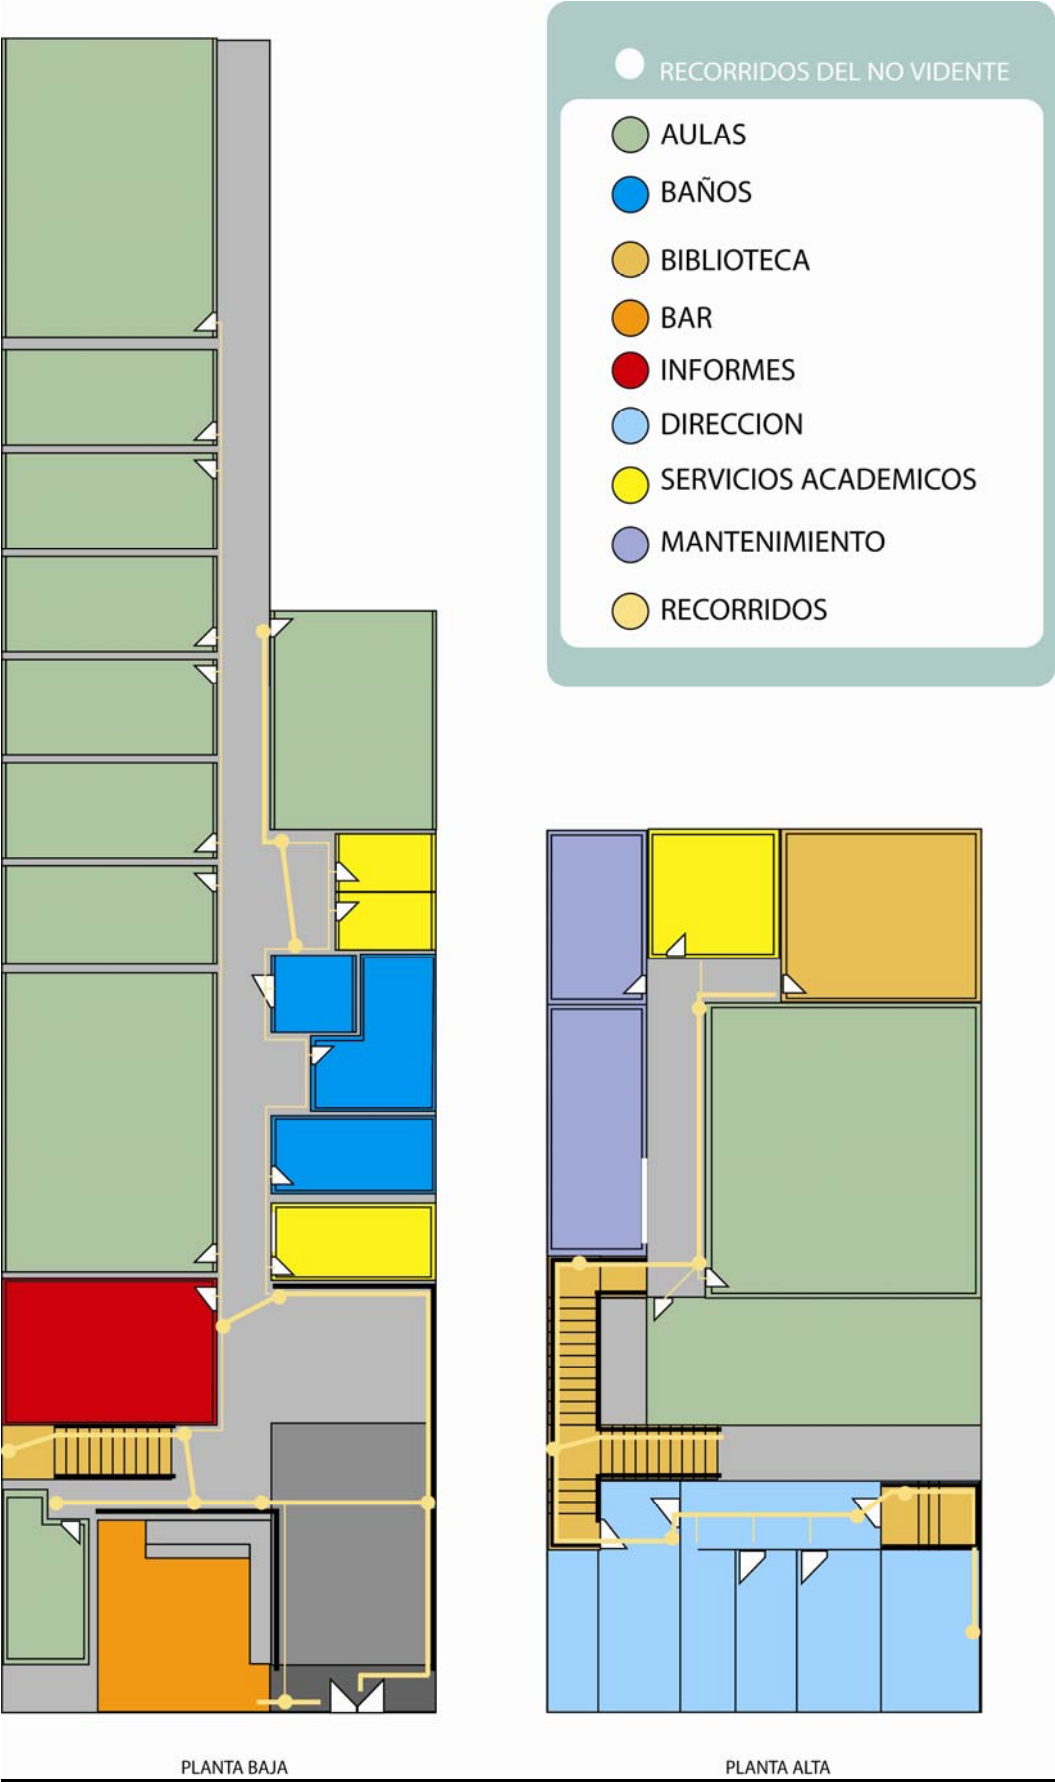 RECORRIDOS DEL NO VIDENTE
AULAS
BAÑOS
BIBLIOTECA
BAR
INFORMES
DIRECCION
SERVICIOS ACADEMICOS
MANTENIMIENTO
RECORRIDOS
PLANTA BAJA
PLANTA ALTA